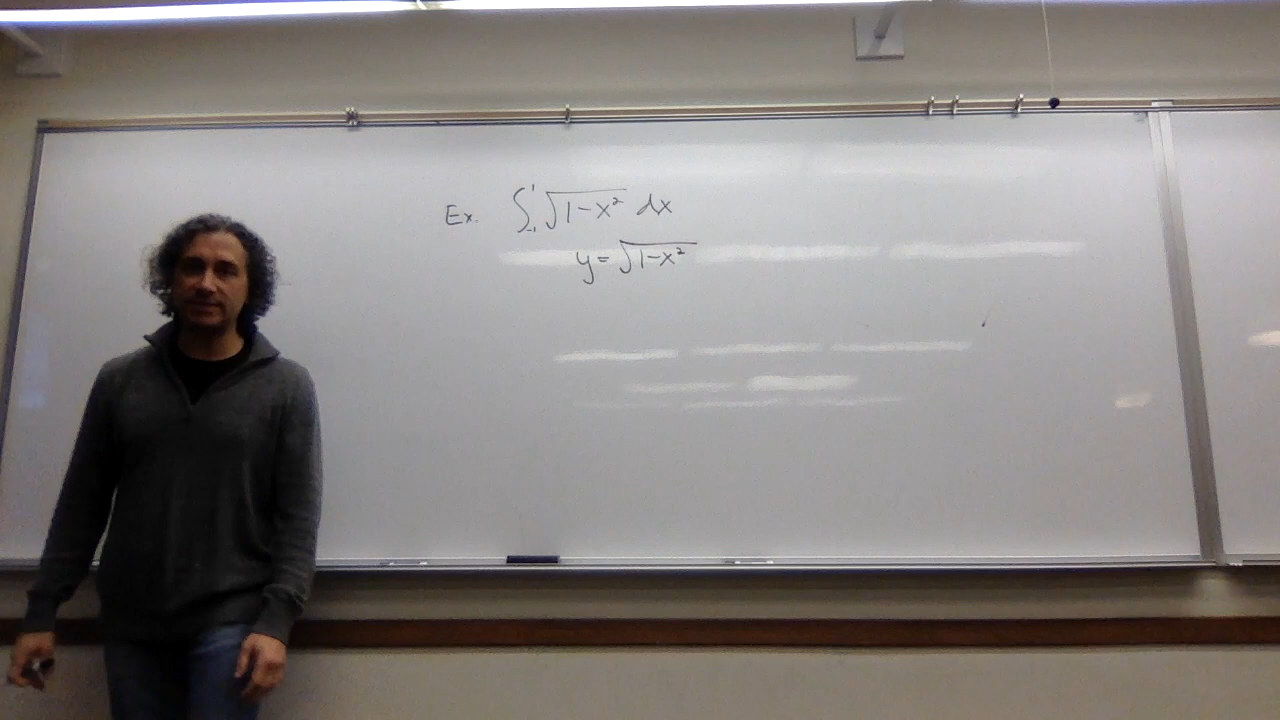 Ex. ∫₋₁¹ √(1-x²) dx
y = √(1-x²)